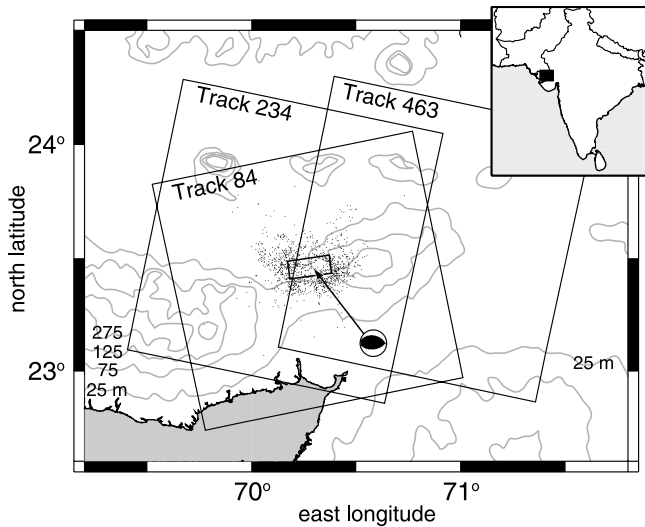 Track 234
Track 463
Track 84
24°
23°
north latitude
275
125
75
25 m
25 m
70°
71°
east longitude